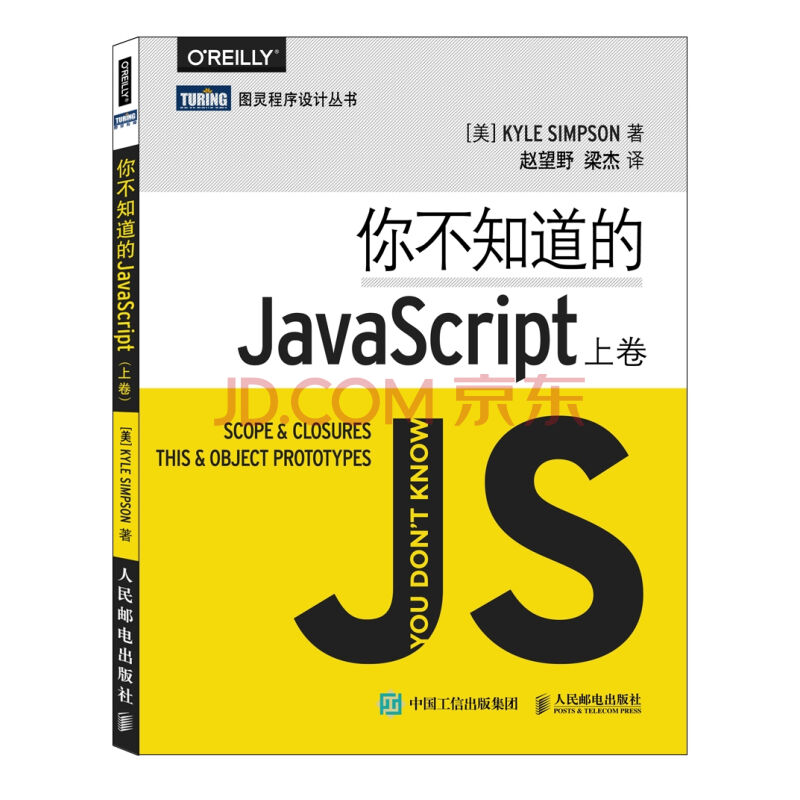 O'REILLY®
TURING 图灵程序设计丛书
[美] KYLE SIMPSON 著
赵望野 梁杰 译
你不知道的
JavaScript 上卷
JD.COM 京东
SCOPE & CLOSURES
THIS & OBJECT PROTOTYPES
JS
YOU DON'T KNOW
中国工信出版集团
人民邮电出版社
POSTS & TELECOM PRESS
O'REILLY®
TURING
你不知道的JavaScript(上卷)
[美] KYLE SIMPSON 著
人民邮电出版社